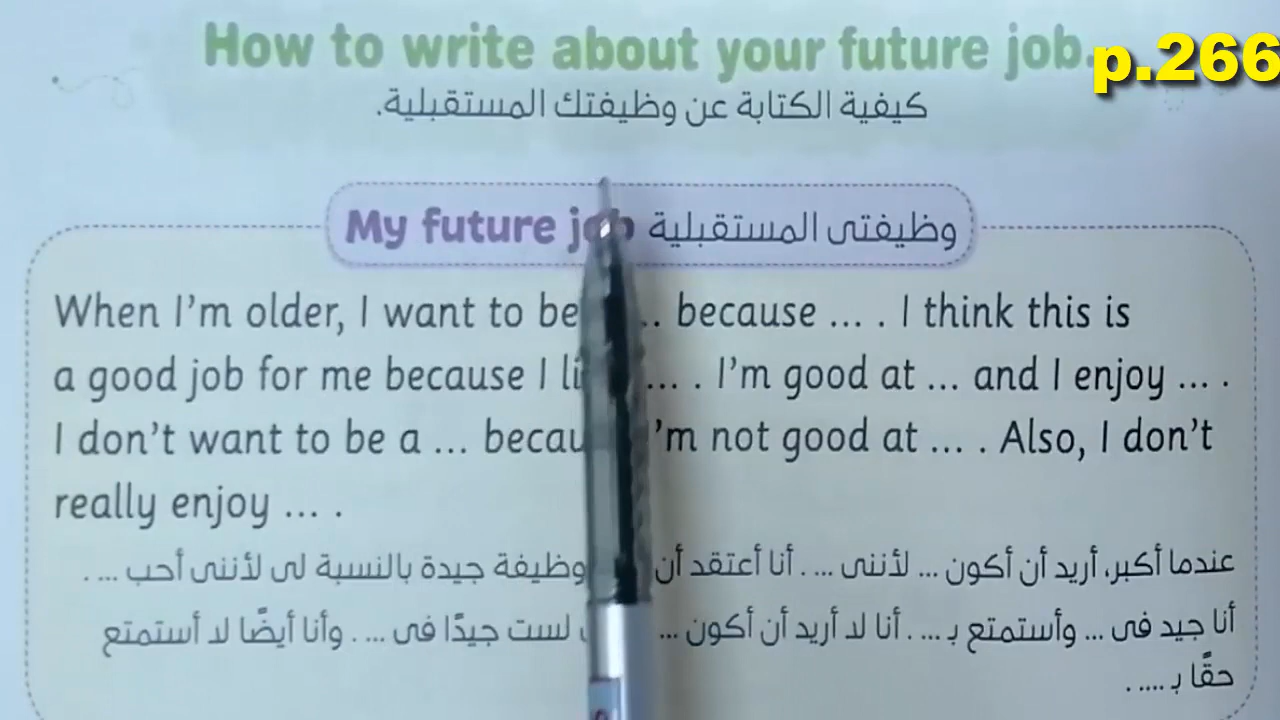 How to write about your future job.
p.266
كيفية الكتابة عن وظيفتك المستقبلية.
My future job وظيفتى المستقبلية
When I'm older, I want to be .. because ... . I think this is
a good job for me because I li ... . I'm good at ... and I enjoy ... .
I don't want to be a ... becau 'm not good at ... . Also, I don't
really enjoy ... .
عندما أكبر، أريد أن أكون ... لأننى ... . أنا أعتقد أن وظيفة جيدة بالنسبة لى لأننى أحب ... .
أنا جيد فى ... وأستمتع بـ ... . أنا لا أريد أن أكون ... لست جيدًا فى ... . وأنا أيضًا لا أستمتع
حقًا بـ .... .